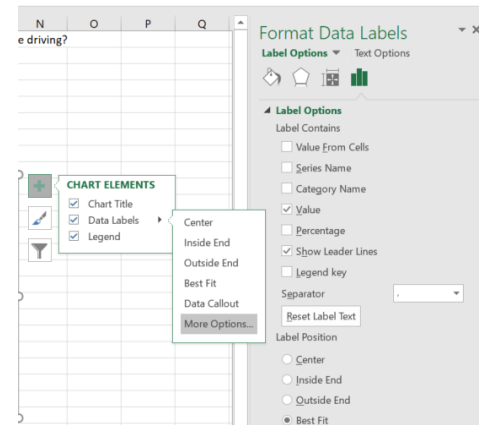 N O P Q
e driving?
CHART ELEMENTS
Chart Title
Data Labels
Legend
Center
Inside End
Outside End
Best Fit
Data Callout
More Options...
Format Data Labels
Label Options Text Options
Label Options
Label Contains
Value From Cells
Series Name
Category Name
Value
Percentage
Show Leader Lines
Legend key
Separator ,
Reset Label Text
Label Position
Center
Inside End
Outside End
Best Fit